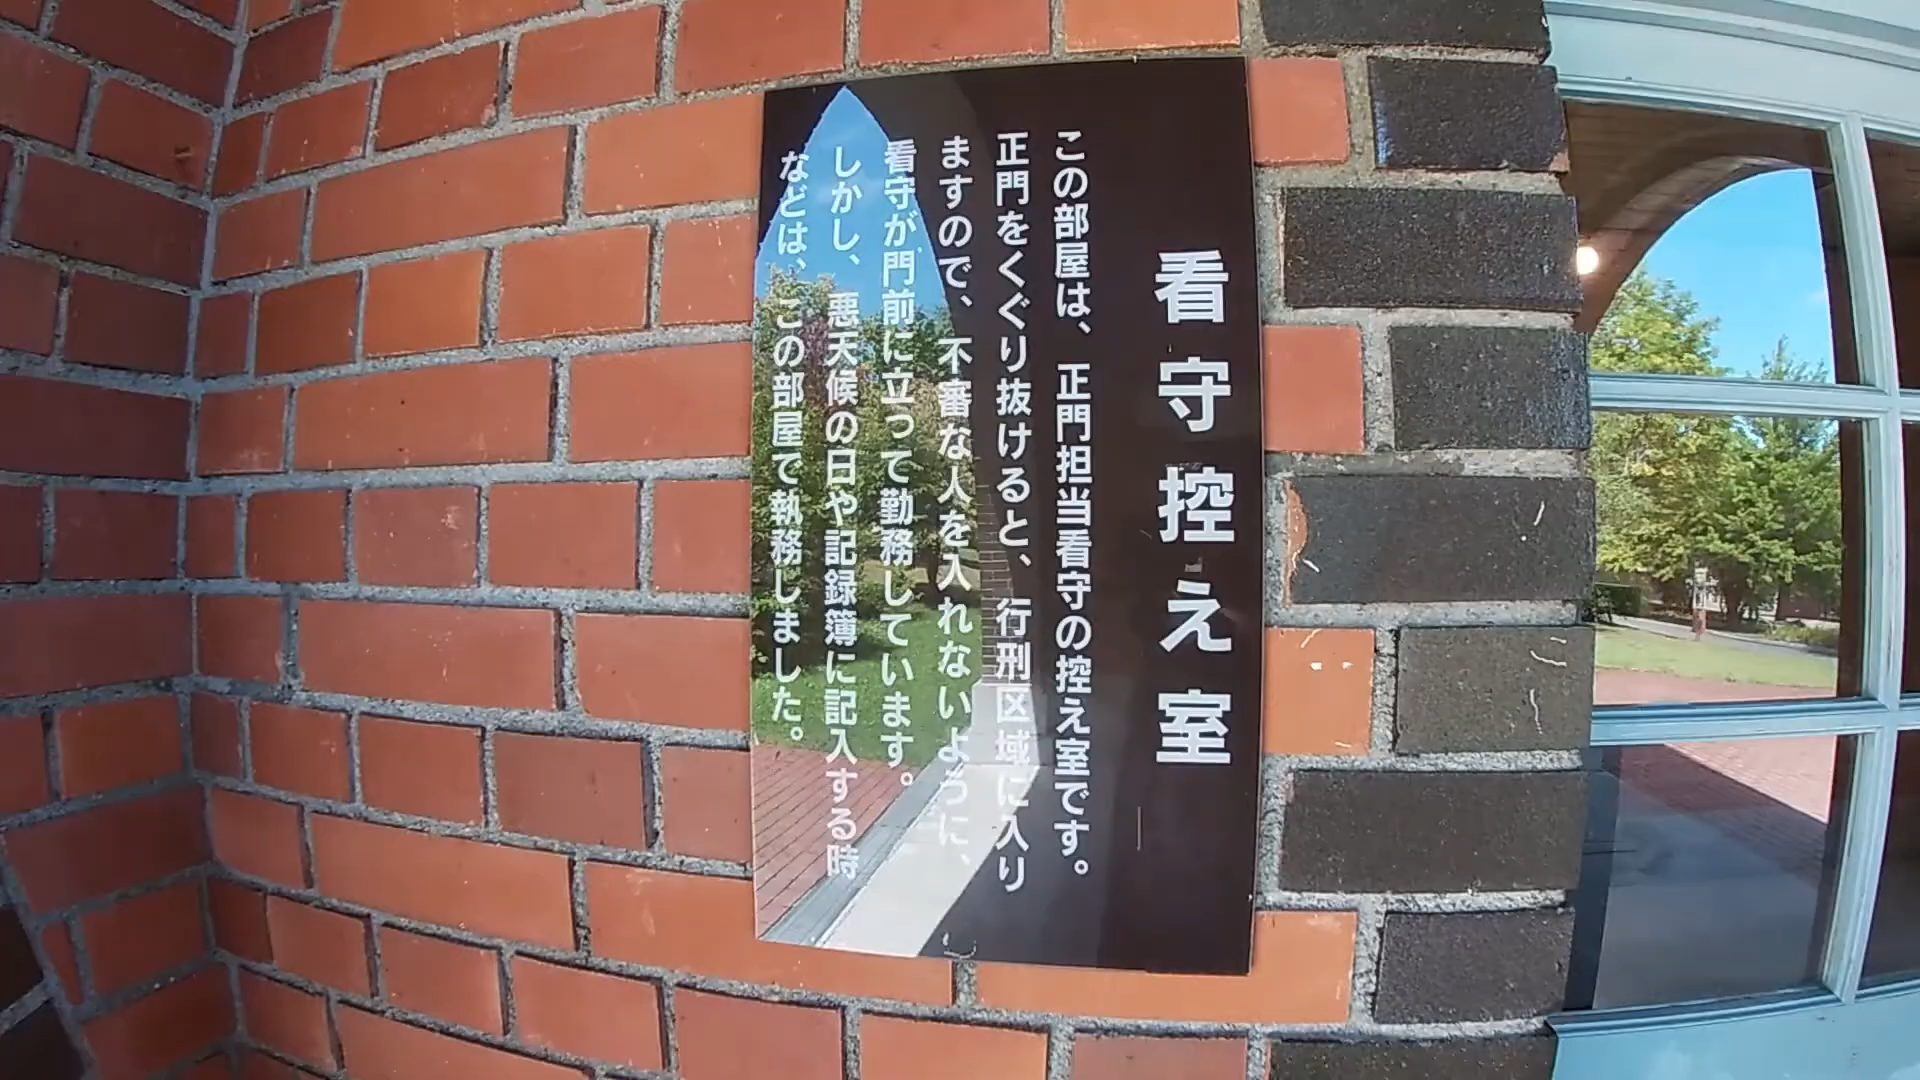 看守控え室
この部屋は、正門担当看守の控え室です。
正門をくぐり抜けると、行刑区域に入り
ますので、不審な人を入れないように、
看守が門前に立って勤務しています。
しかし、悪天候の日や記録簿に記入する時
などは、この部屋で執務しました。